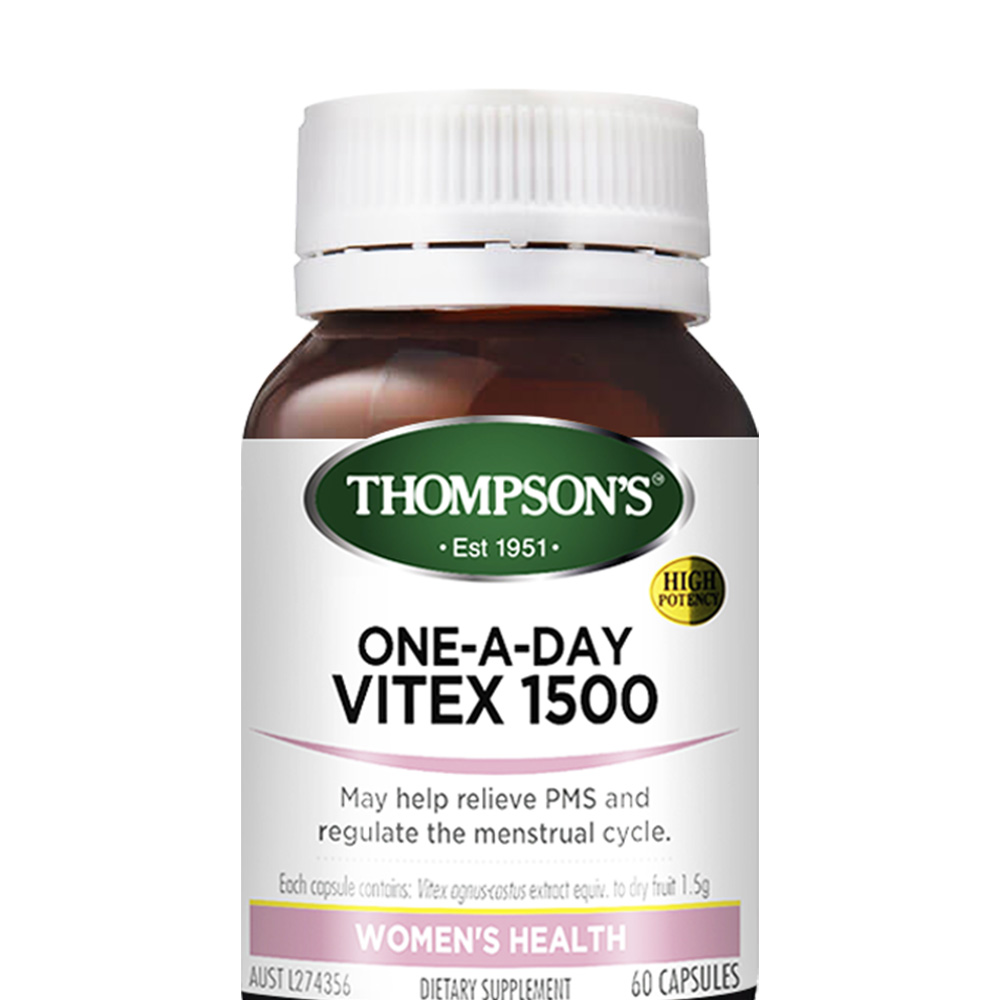 THOMPSON'S
• Est 1951 •
HIGH
POTENCY
ONE-A-DAY
VITEX 1500
May help relieve PMS and
regulate the menstrual cycle.
Each capsule contains: Vitex agnus-castus extract equiv. to dry fruit 1.5g
WOMEN'S HEALTH
AUST L274356 DIETARY SUPPLEMENT 60 CAPSULES